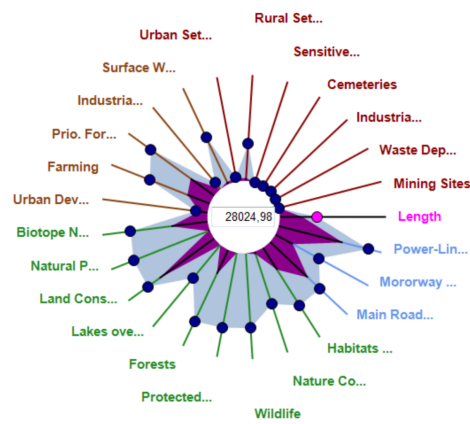 Rural Set...
Urban Set...
Sensitive...
Surface W...
Cemeteries
Industria...
Industria...
Prio. For...
Waste Dep...
Farming
Mining Sites
Urban Dev...
28024,98
Length
Biotope N...
Power-Lin...
Natural P...
Mororway ...
Land Cons...
Main Road...
Lakes ove...
Habitats ...
Forests
Nature Co...
Protected...
Wildlife